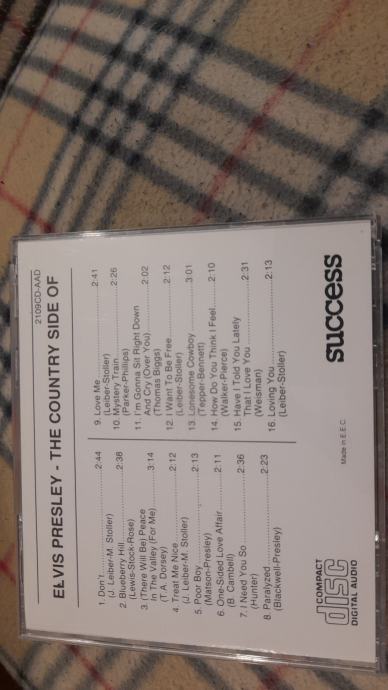 2109CD-AAD
ELVIS PRESLEY - THE COUNTRY SIDE OF
1. Don't 2:44
(J. Leiber-M. Stoller)
2. Blueberry Hill 2:38
(Lewis-Stock-Rose)
3. (There Will Be) Peace
In The Valley (For Me) 3:14
(T. A. Dorsey)
4. Treat Me Nice 2:12
(J. Leiber-M. Stoller)
5. Poor Boy 2:13
(Matson-Presley)
6. One-Sided Love Affair 2:11
(B. Cambell)
7. I Need You So 2:36
(Hunter)
8. Paralyzed 2:23
(Blackwell-Presley)
9. Love Me 2:41
(Leiber-Stoller)
10. Mystery Train 2:26
(Parker-Phillips)
11. I'm Gonna Sit Right Down
And Cry (Over You) 2:02
(Thomas Biggs)
12. I Want To Be Free 2:12
(Leiber-Stoller)
13. Lonesome Cowboy 3:01
(Tepper-Bennett)
14. How Do You Think I Feel 2:10
(Walker-Pierce)
15. Have I Told You Lately
That I Love You 2:31
(Weisman)
16. Loving You 2:13
(Leiber-Stoller)
COMPACT
disc
DIGITAL AUDIO
Made in E.E.C.
success